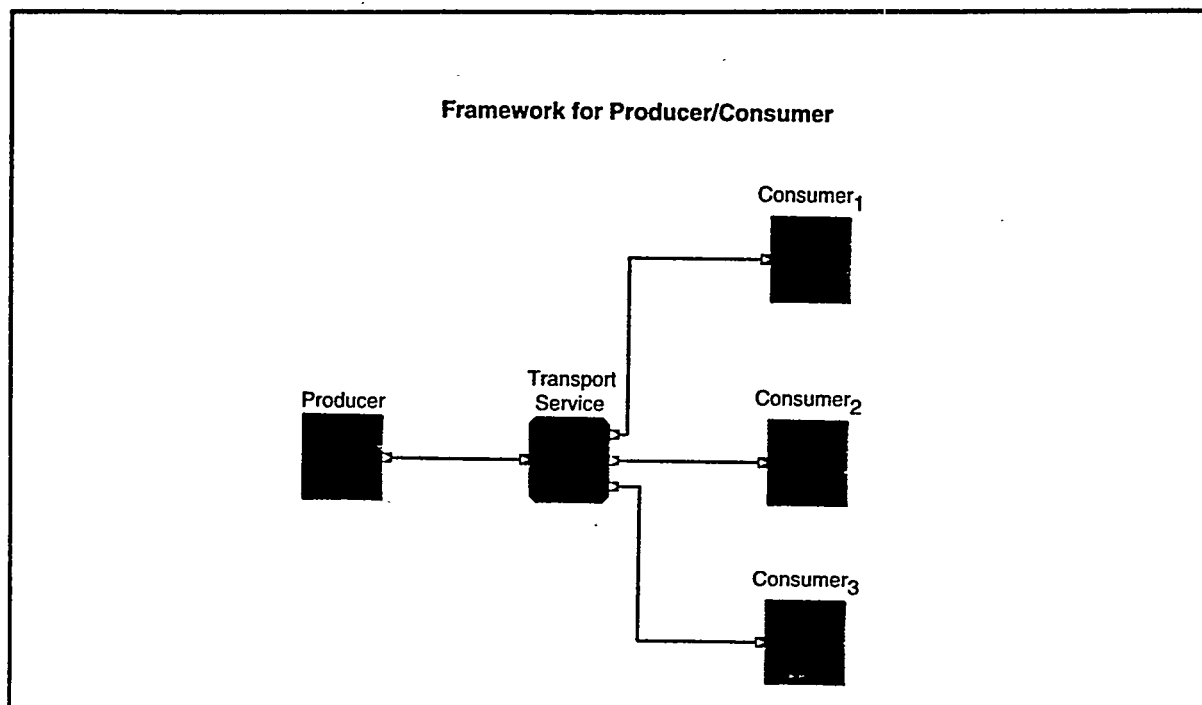 Framework for Producer/Consumer
Consumer1
Transport
Service
Producer
Consumer2
Consumer3